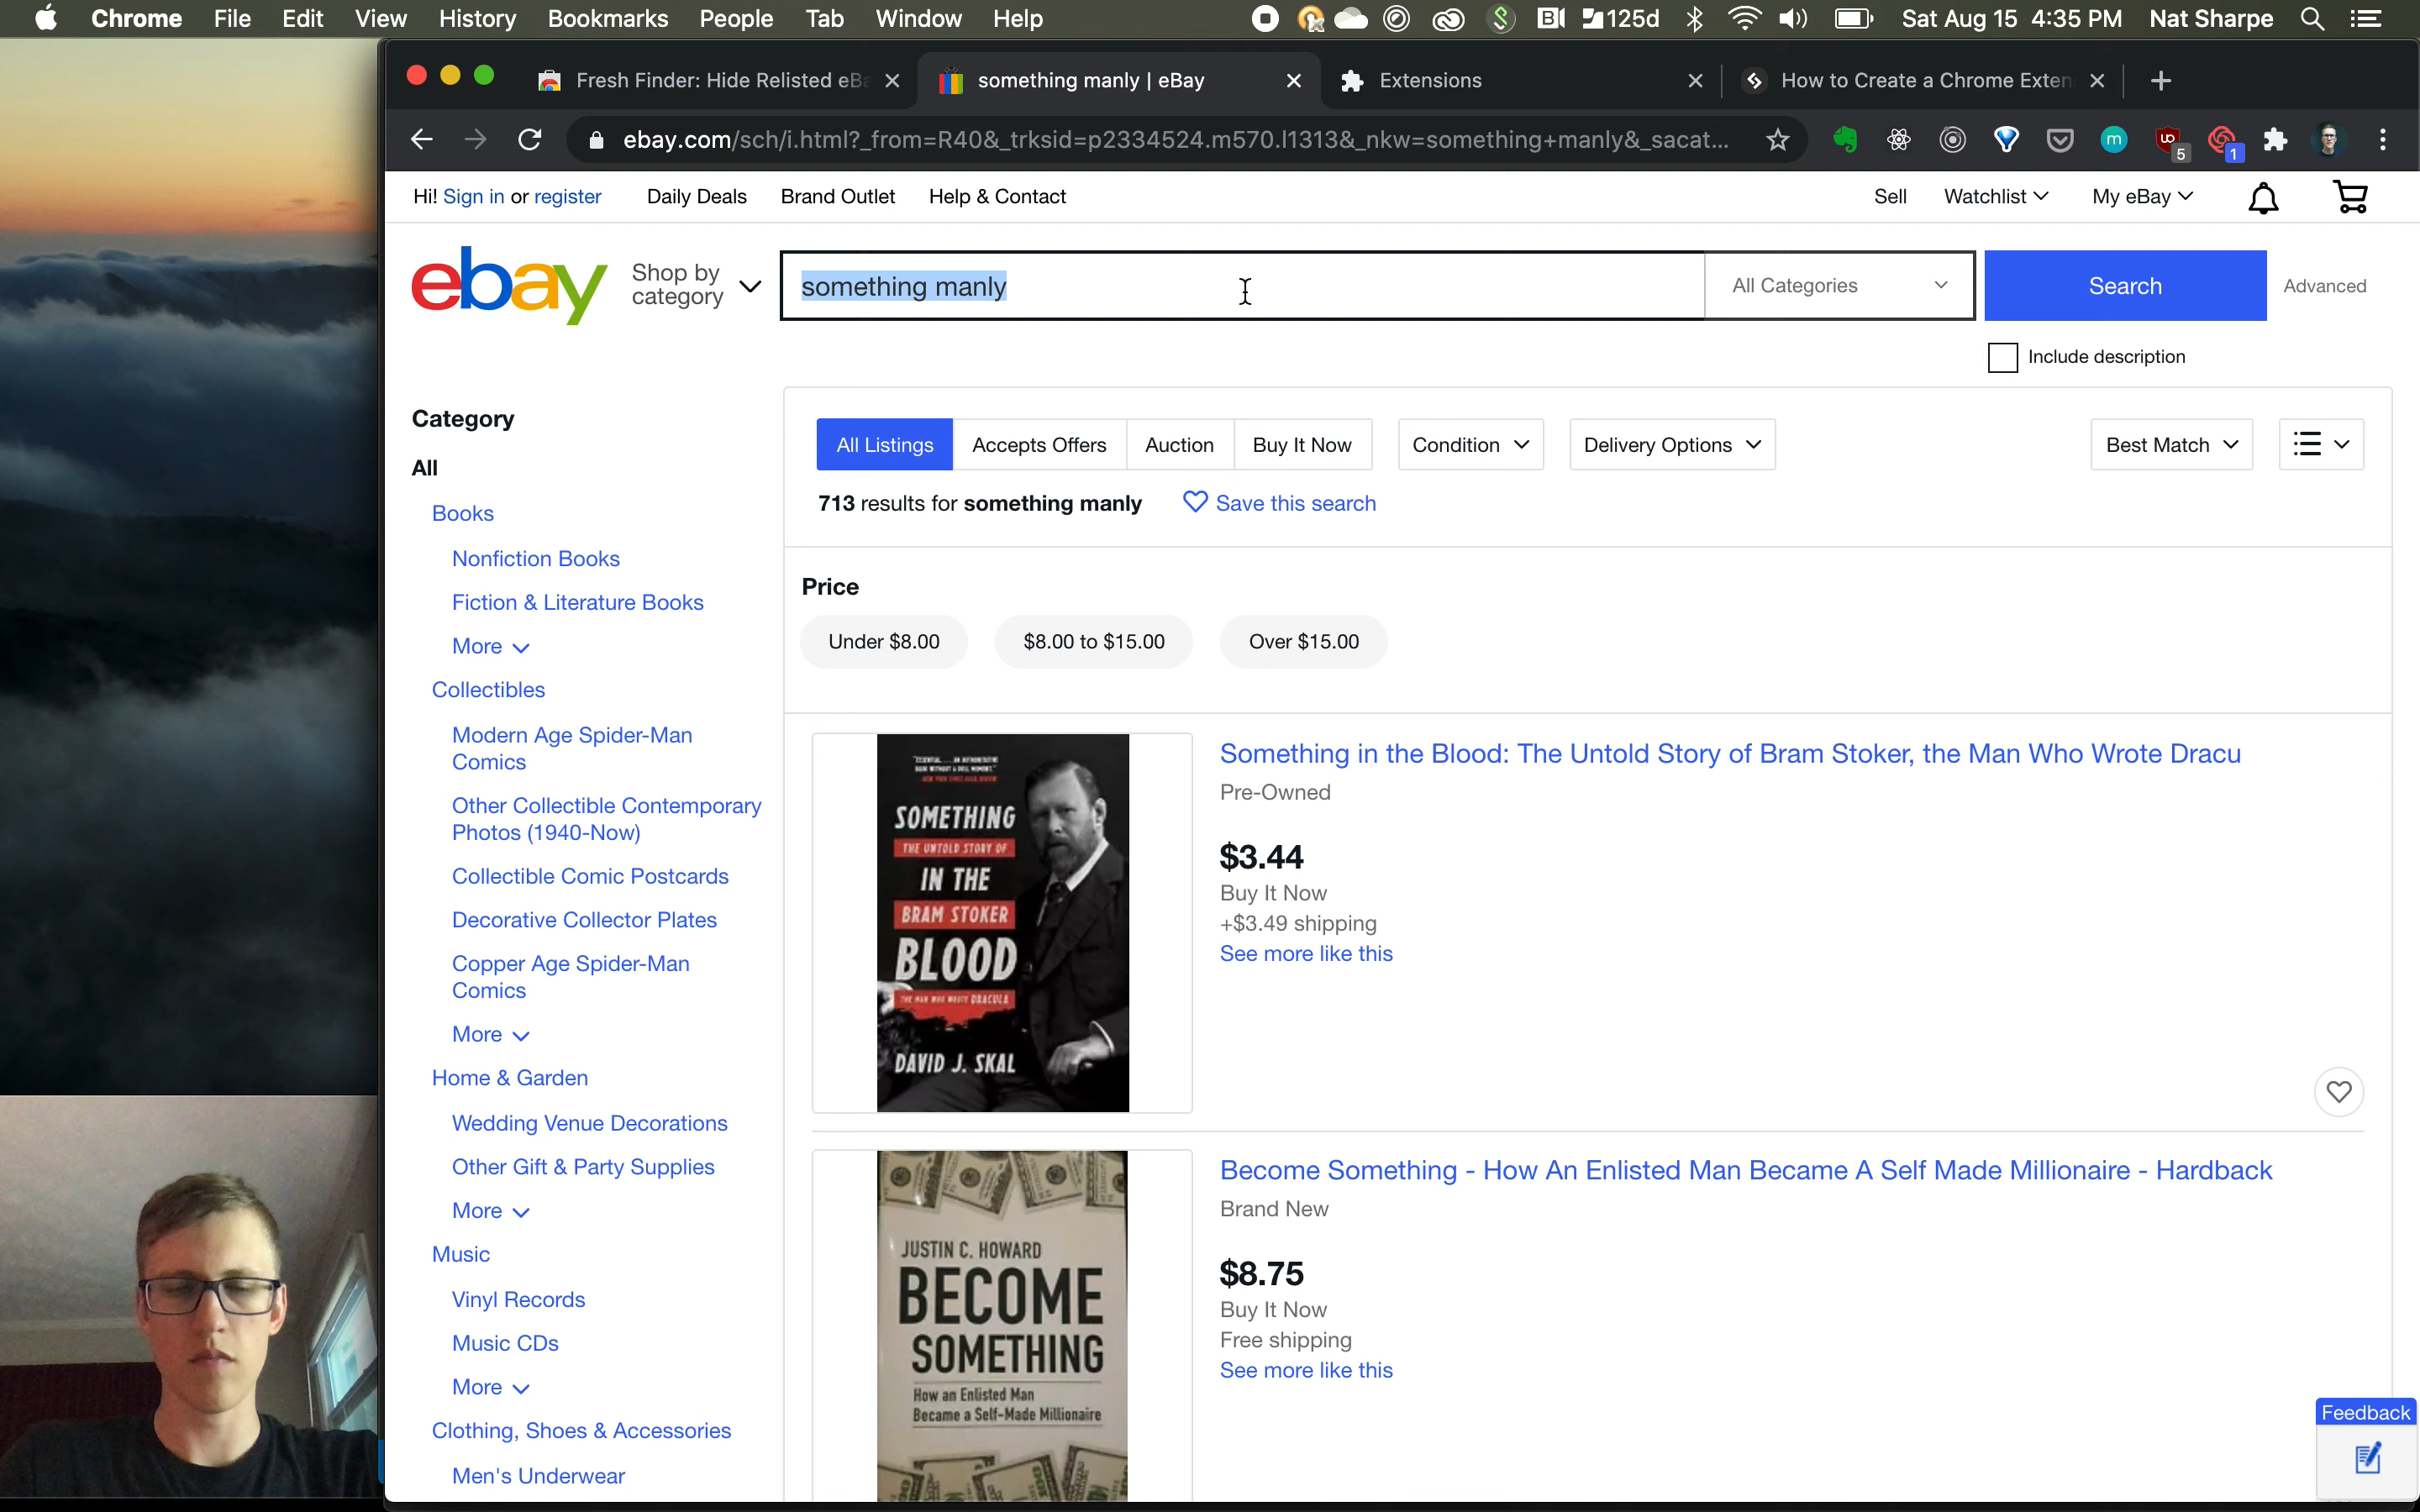 Chrome File Edit View History Bookmarks People Tab Window Help
125d Sat Aug 15 4:35 PM Nat Sharpe
Fresh Finder: Hide Relisted eBa
something manly | eBay
Extensions
How to Create a Chrome Exten
ebay.com/sch/i.html?_from=R40&_trksid=p2334524.m570.l1313&_nkw=something+manly&_sacat...
m
5
1
Hi! Sign in or register Daily Deals Brand Outlet Help & Contact
Sell Watchlist My eBay
ebay
Shop by
category
something manly
All Categories
Search
Advanced
Include description
Category
All
Books
Nonfiction Books
Fiction & Literature Books
More
Collectibles
Modern Age Spider-Man
Comics
Other Collectible Contemporary
Photos (1940-Now)
Collectible Comic Postcards
Decorative Collector Plates
Copper Age Spider-Man
Comics
More
Home & Garden
Wedding Venue Decorations
Other Gift & Party Supplies
More
Music
Vinyl Records
Music CDs
More
Clothing, Shoes & Accessories
Men's Underwear
All Listings Accepts Offers Auction Buy It Now Condition Delivery Options
Best Match
713 results for something manly Save this search
Price
Under $8.00 $8.00 to $15.00 Over $15.00
SOMETHING
THE UNTOLD STORY OF
IN THE
BRAM STOKER
BLOOD
THE MAN WHO WROTE DRACULA
DAVID J. SKAL
Something in the Blood: The Untold Story of Bram Stoker, the Man Who Wrote Dracu
Pre-Owned
$3.44
Buy It Now
+$3.49 shipping
See more like this
JUSTIN C. HOWARD
BECOME
SOMETHING
How an Enlisted Man
Became a Self-Made Millionaire
Become Something - How An Enlisted Man Became A Self Made Millionaire - Hardback
Brand New
$8.75
Buy It Now
Free shipping
See more like this
Feedback